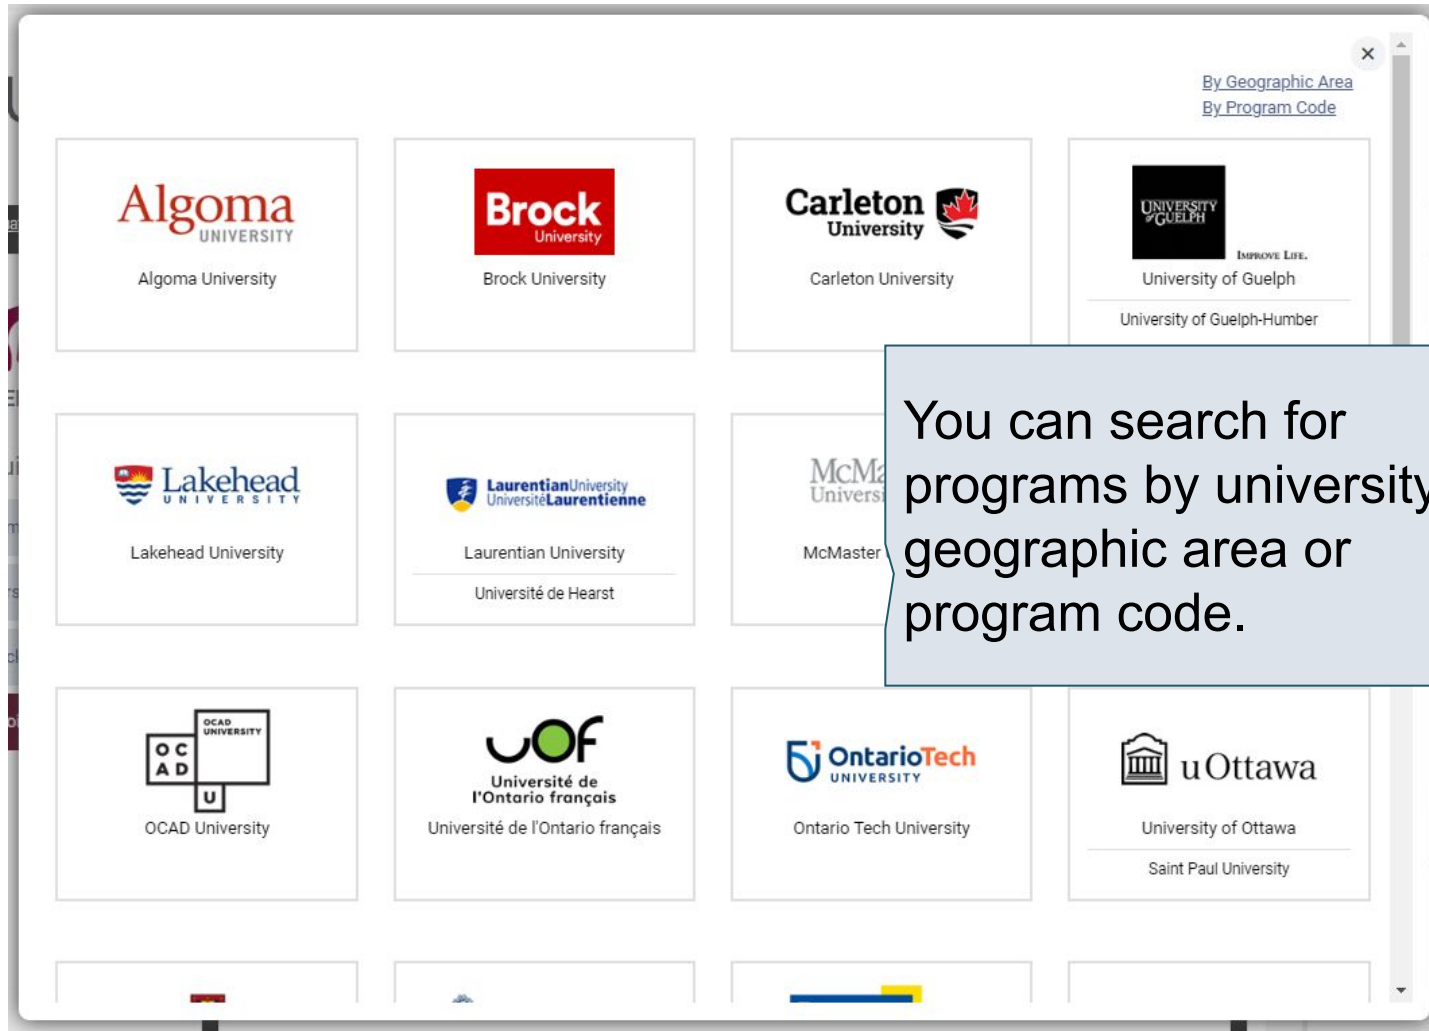 By Geographic Area
By Program Code
Algoma
UNIVERSITY
Algoma University
Brock
University
Brock University
Carleton
University
Carleton University
UNIVERSITY
OF GUELPH
IMPROVE LIFE.
University of Guelph
University of Guelph-Humber
Lakehead
UNIVERSITY
Lakehead University
LaurentianUniversity
UniversitéLaurentienne
Laurentian University
Université de Hearst
McMaster
You can search for
programs by university
geographic area or
program code.
OCAD
UNIVERSITY
OC
AD
U
OCAD University
UOF
Université de
l'Ontario français
Université de l'Ontario français
OntarioTech
UNIVERSITY
Ontario Tech University
uOttawa
University of Ottawa
Saint Paul University